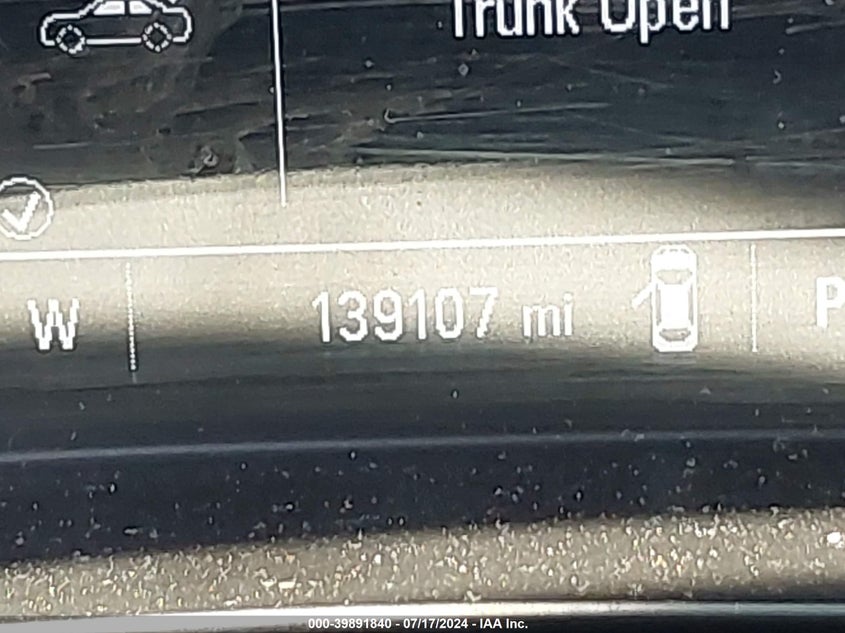 Trunk Open
W 139107 mi P
000-39891840 - 07/17/2024 - IAA Inc.